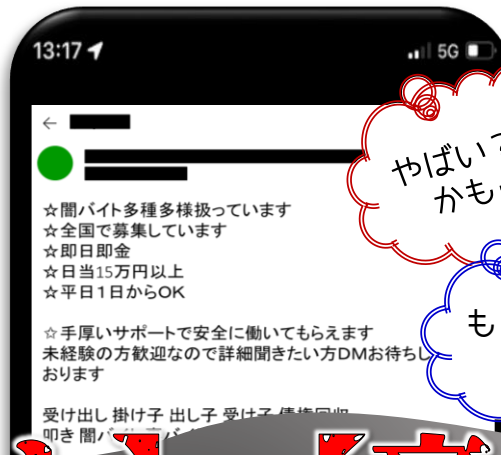 13:17
5G
やばい
かも
も
☆闇バイト多種多様扱っています
☆全国で募集しています
☆即日即金
☆日当15万円以上
☆平日1日からOK
☆手厚いサポートで安全に働いてもらえます
未経験の方歓迎なので詳細聞きたい方DMお待ちし
おります
受け出し 掛け子 出し子 受け子 債権回収
叩き 闇バイト